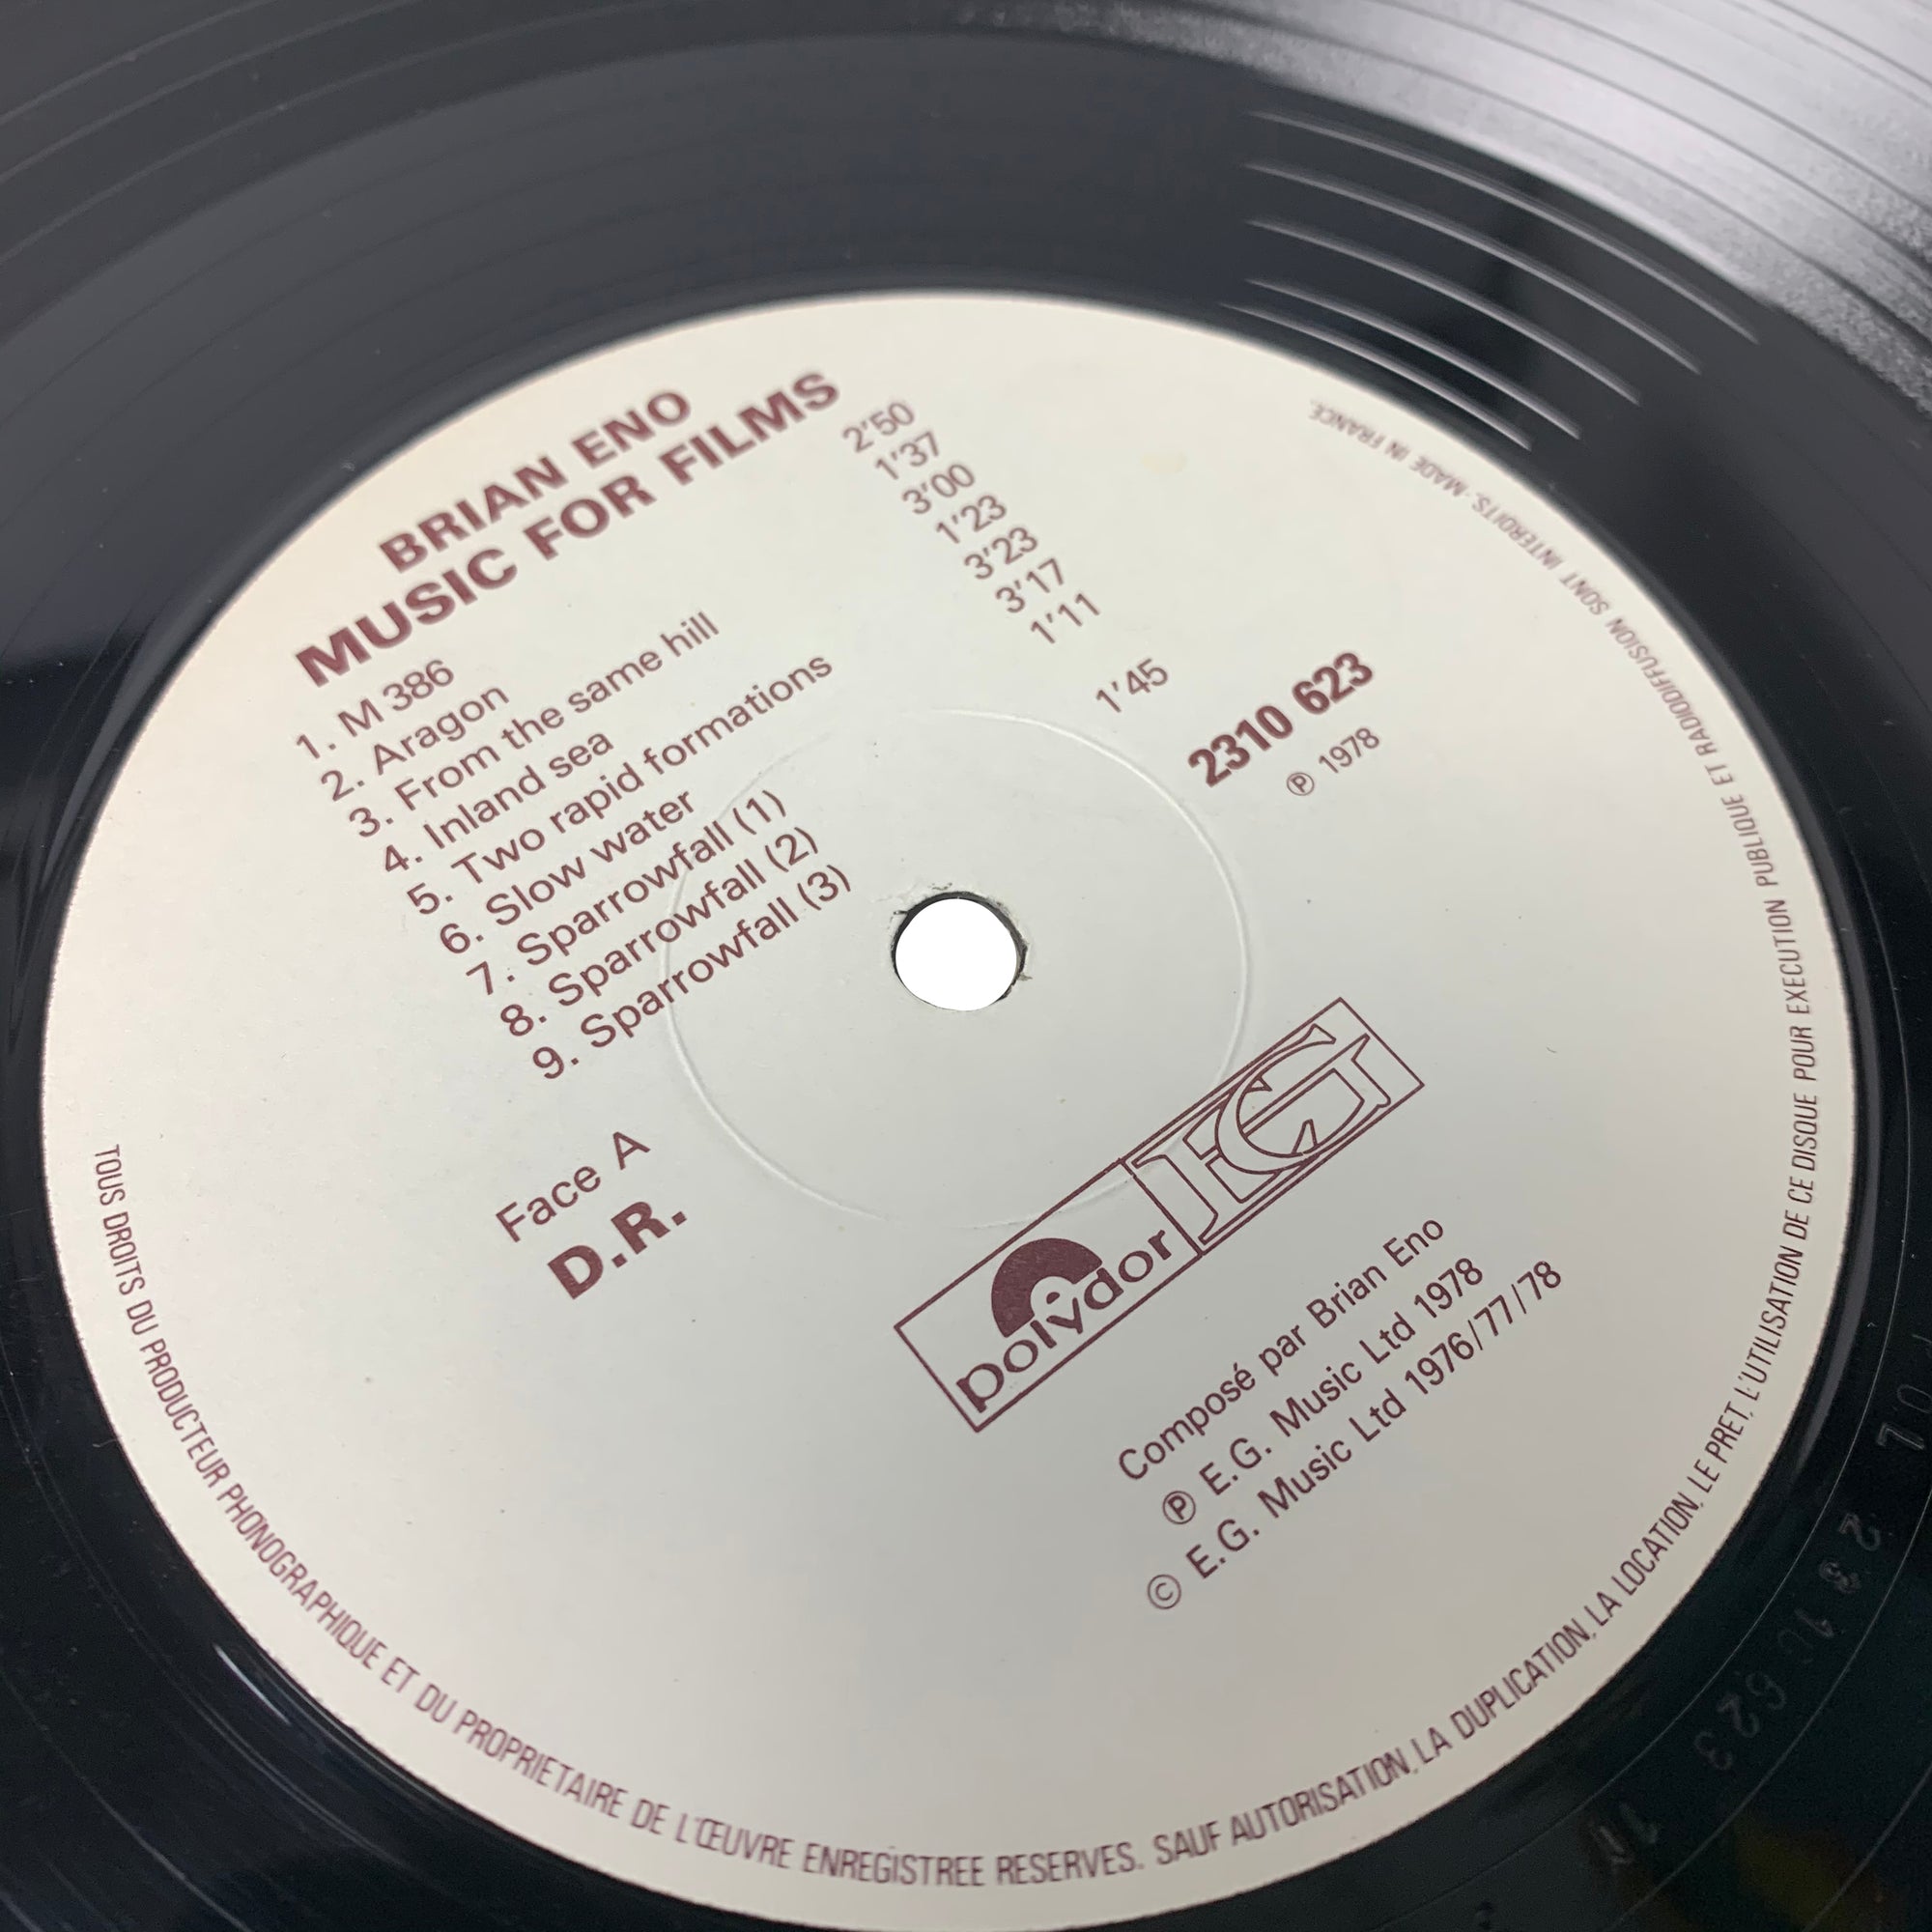 BRIAN ENO
MUSIC FOR FILMS
1. M 386 2'50
2. Aragon 1'37
3. From the same hill 3'00
4. Inland sea 1'23
5. Two rapid formations 3'23
6. Slow water 3'17
7. Sparrowfall (1) 1'11
8. Sparrowfall (2)
9. Sparrowfall (3) 1'45
2310 623
Ⓟ 1978
Face A
D.R.
polydor EG
Composé par Brian Eno
Ⓟ E.G. Music Ltd 1978
© E.G. Music Ltd 1976/77/78
TOUS DROITS DU PRODUCTEUR PHONOGRAPHIQUE ET DU PROPRIETAIRE DE L'ŒUVRE ENREGISTREE RESERVES. SAUF AUTORISATION, LA DUPLICATION, LA LOCATION, LE PRET, L'UTILISATION DE CE DISQUE POUR EXECUTION PUBLIQUE ET RADIODIFFUSION SONT INTERDITS. MADE IN FRANCE.
2310623